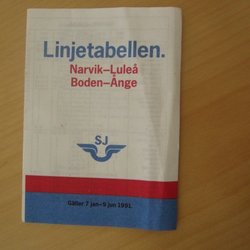 Linjetabellen.
Narvik–Luleå
Boden–Ånge
SJ
Gäller 7 jan–9 jun 1991.